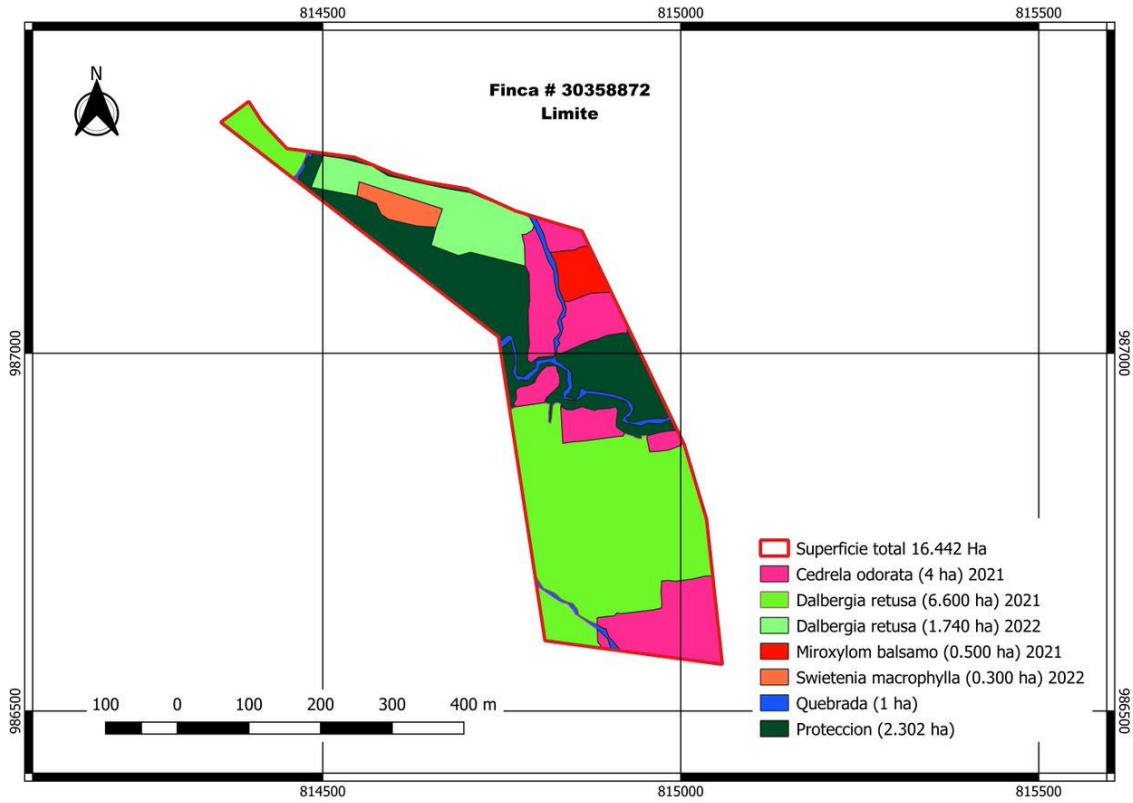 814500 815000 815500
N
Finca # 30358872
Limite
987000 987000
Superficie total 16.442 Ha
Cedrela odorata (4 ha) 2021
Dalbergia retusa (6.600 ha) 2021
Dalbergia retusa (1.740 ha) 2022
Miroxylom balsamo (0.500 ha) 2021
Swietenia macrophylla (0.300 ha) 2022
Quebrada (1 ha)
Proteccion (2.302 ha)
100 0 100 200 300 400 m
986500 986500
814500 815000 815500